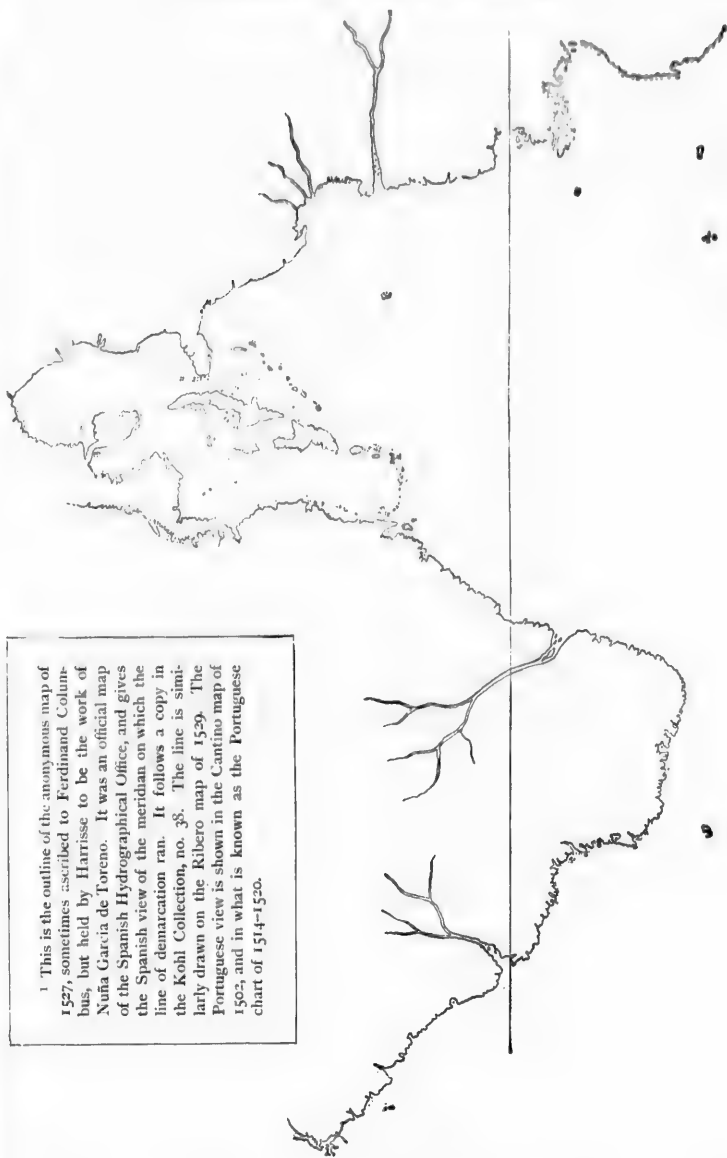 ¹ This is the outline of the anonymous map of
1527, sometimes ascribed to Ferdinand Colum-
bus, but held by Harrisse to be the work of
Nuña Garcia de Toreno. It was an official map
of the Spanish Hydrographical Office, and gives
the Spanish view of the meridian on which the
line of demarcation ran. It follows a copy in
the Kohl Collection, no. 38. The line is simi-
larly drawn on the Ribero map of 1529. The
Portuguese view is shown in the Cantino map of
1502, and in what is known as the Portuguese
chart of 1514–1520.